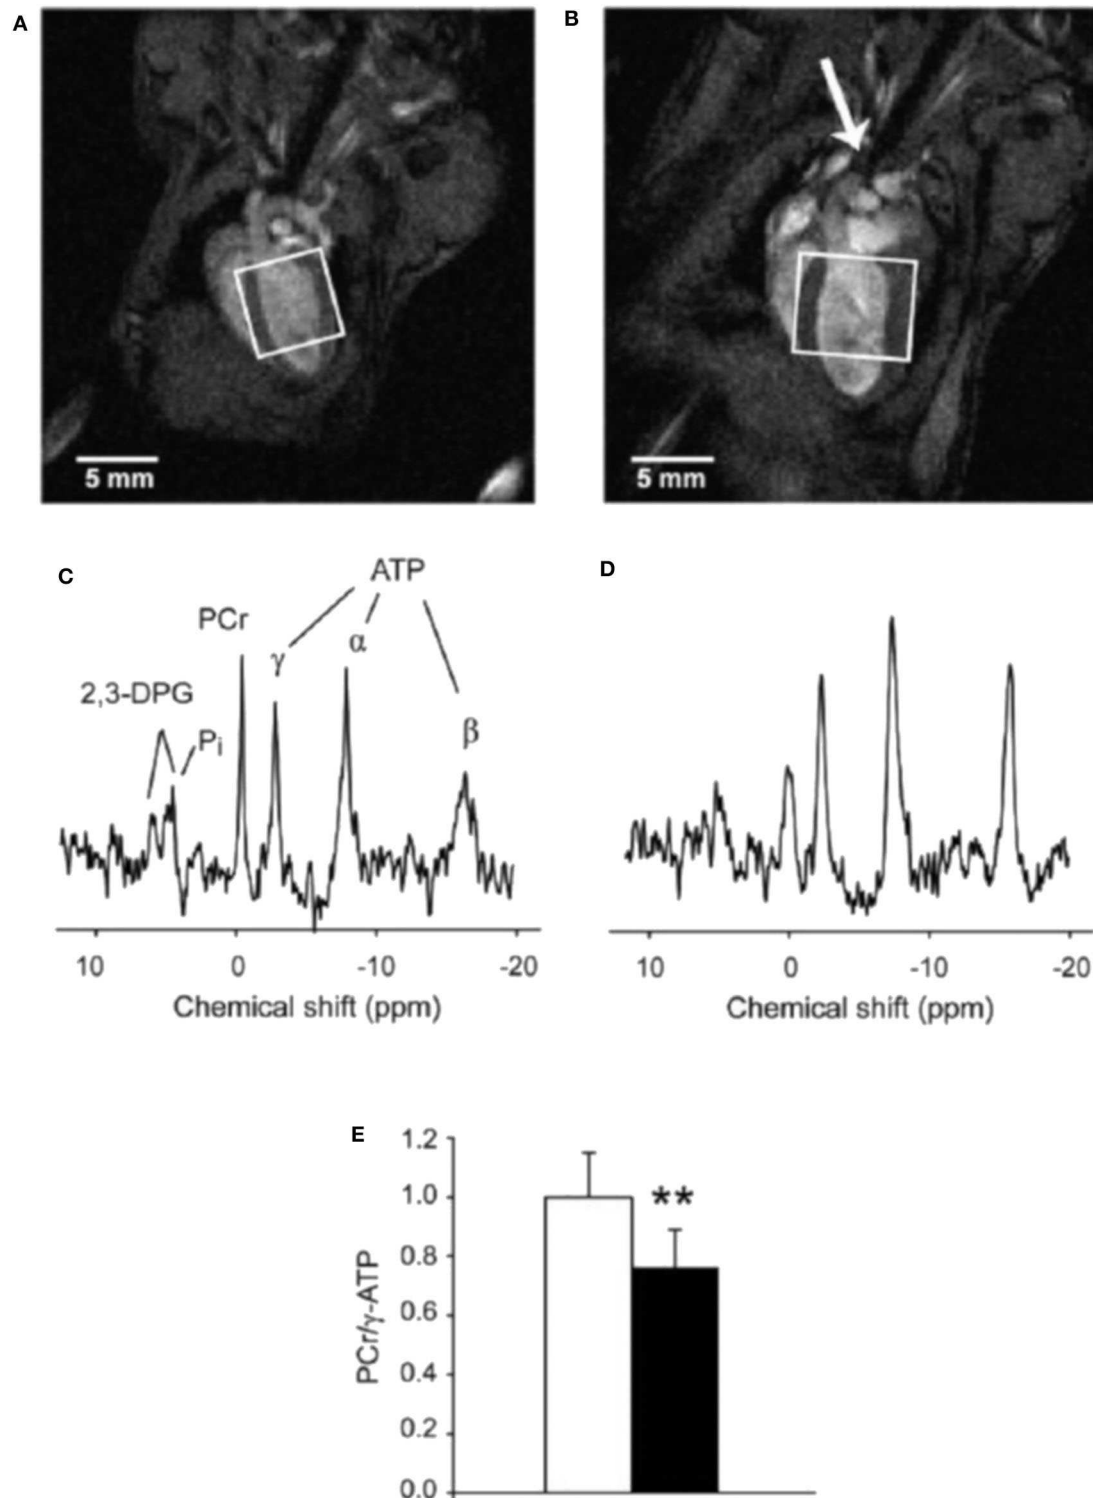 A
B
5 mm
5 mm
C
D
ATP
PCr
γ
α
2,3-DPG
Pi
β
10 0 -10 -20
10 0 -10 -20
Chemical shift (ppm)
Chemical shift (ppm)
E
PCr/γ-ATP
1.2
1.0
0.8
0.6
0.4
0.2
0.0
**